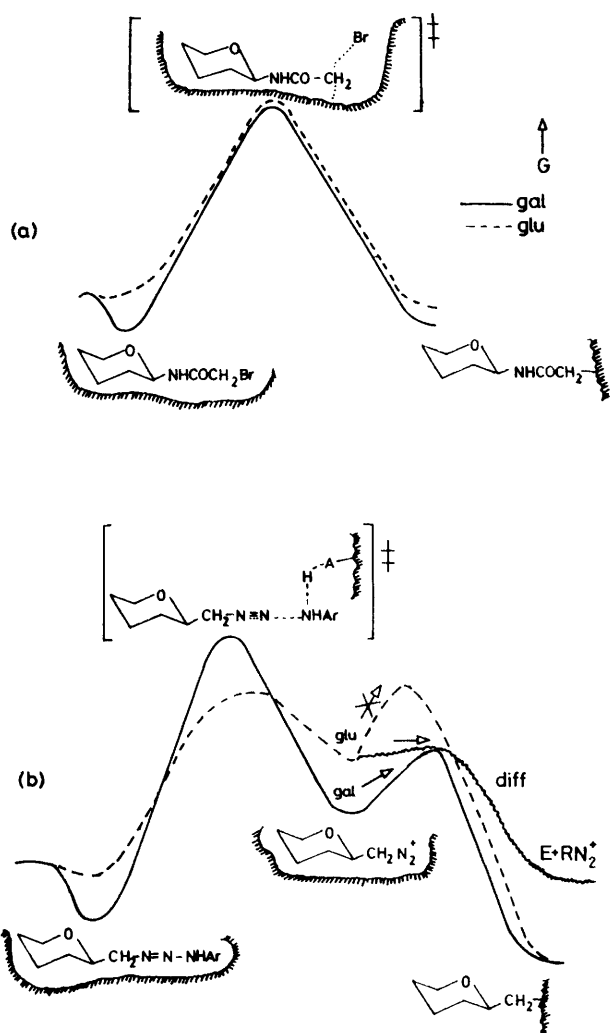 ‡
Br
O
NHCO-CH₂
G
gal
glu
(a)
O
NHCOCH₂Br
O
NHCOCH₂
‡
A
H
O
CH₂-N≡N----NHAr
glu
gal
diff
(b)
O
CH₂N₂⁺
E+RN₂⁺
O
CH₂-N=N-NHAr
O
CH₂